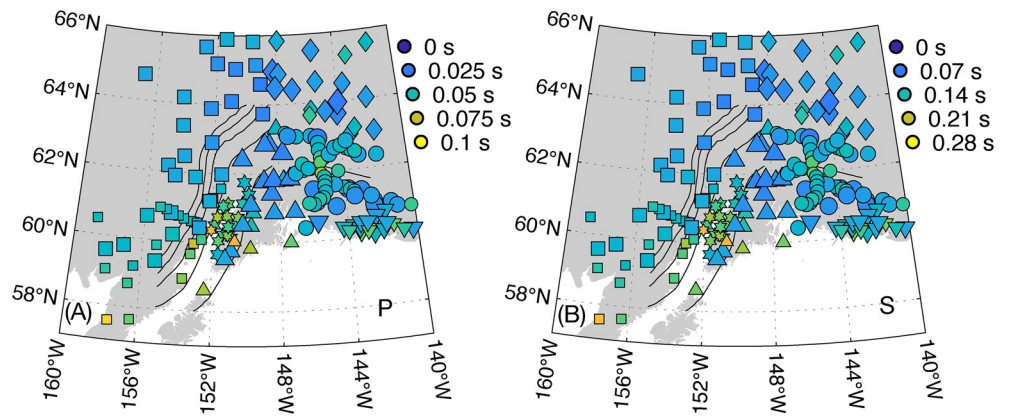 66°N
64°N
62°N
60°N
58°N
160°W
156°W
152°W
148°W
144°W
140°W
0 s
0.025 s
0.05 s
0.075 s
0.1 s
(A)
P
66°N
64°N
62°N
60°N
58°N
160°W
156°W
152°W
148°W
144°W
140°W
0 s
0.07 s
0.14 s
0.21 s
0.28 s
(B)
S